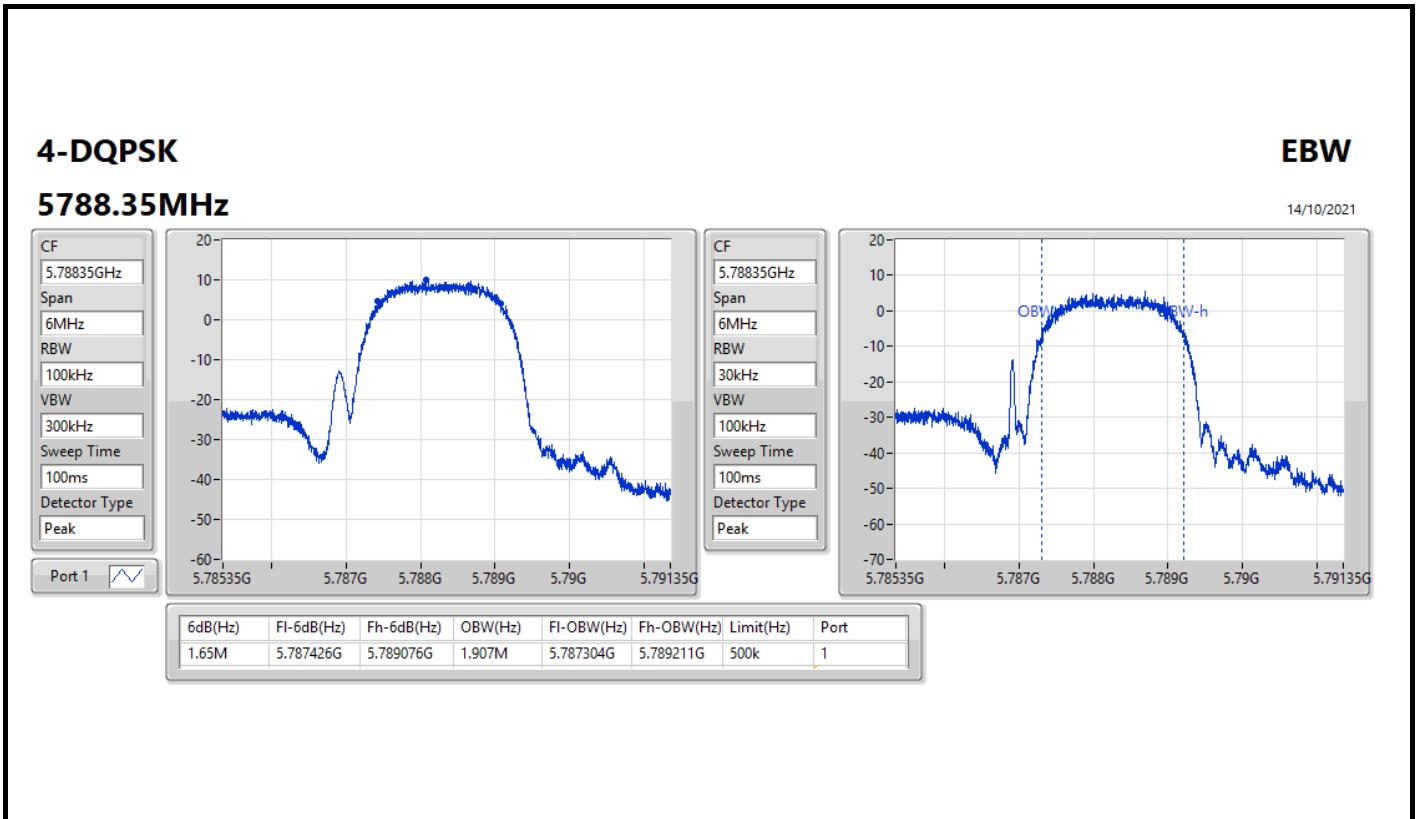 4-DQPSK
EBW
5788.35MHz
14/10/2021
CF
5.78835GHz
Span
6MHz
RBW
100kHz
VBW
300kHz
Sweep Time
100ms
Detector Type
Peak
Port 1
20
10
0
-10
-20
-30
-40
-50
-60
5.78535G 5.787G 5.788G 5.789G 5.79G 5.79135G
CF
5.78835GHz
Span
6MHz
RBW
30kHz
VBW
100kHz
Sweep Time
100ms
Detector Type
Peak
20
10
0
-10
-20
-30
-40
-50
-60
-70
5.78535G 5.787G 5.788G 5.789G 5.79G 5.79135G
6dB(Hz) Fl-6dB(Hz) Fh-6dB(Hz) OBW(Hz) Fl-OBW(Hz) Fh-OBW(Hz) Limit(Hz) Port
1.65M 5.787426G 5.789076G 1.907M 5.787304G 5.789211G 500k 1